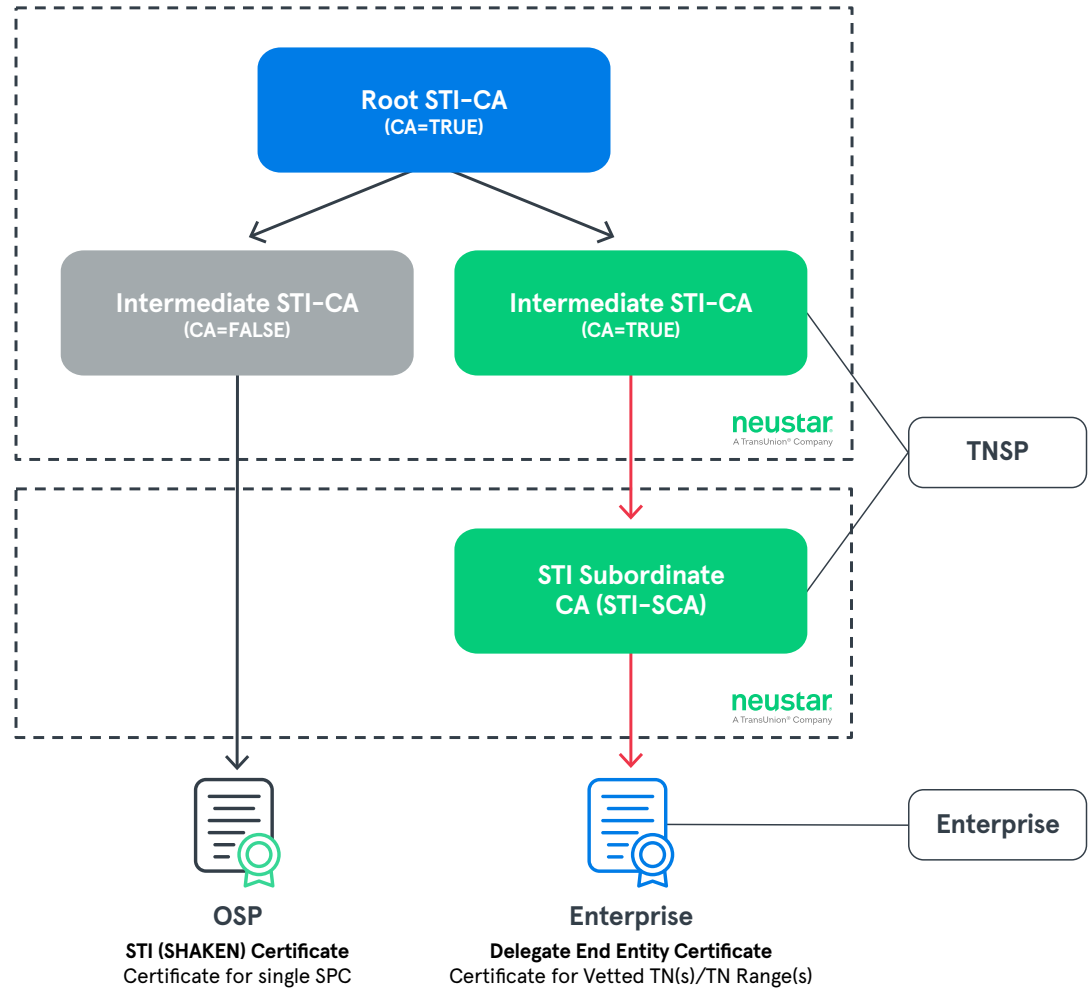 Root STI-CA
(CA=TRUE)
Intermediate STI-CA
(CA=FALSE)
Intermediate STI-CA
(CA=TRUE)
neustar
A TransUnion® Company
TNSP
STI Subordinate
CA (STI-SCA)
neustar
A TransUnion® Company
Enterprise
OSP
STI (SHAKEN) Certificate
Certificate for single SPC
Enterprise
Delegate End Entity Certificate
Certificate for Vetted TN(s)/TN Range(s)